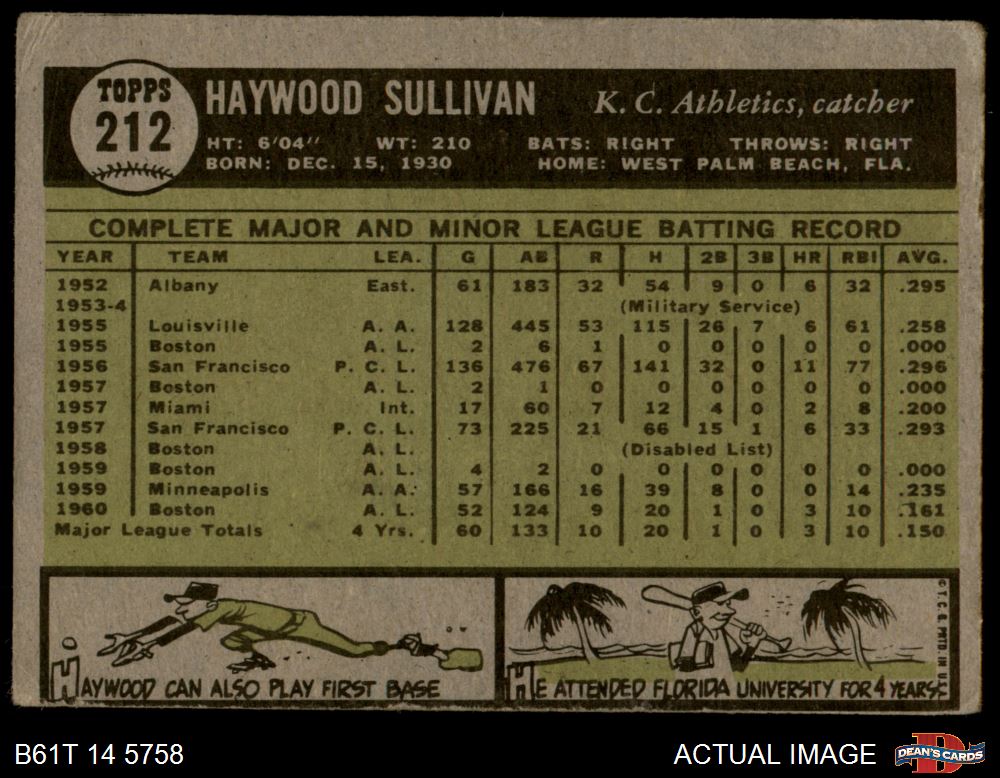 TOPPS
212
HAYWOOD SULLIVAN K. C. Athletics, catcher
HT: 6'04" WT: 210 BATS: RIGHT THROWS: RIGHT
BORN: DEC. 15, 1930 HOME: WEST PALM BEACH, FLA.
COMPLETE MAJOR AND MINOR LEAGUE BATTING RECORD
YEAR TEAM LEA. G AB R H 2B 3B HR RBI AVG.
1952 Albany East. 61 183 32 54 9 0 6 32 .295
1953-4 (Military Service)
1955 Louisville A. A. 128 445 53 115 26 7 6 61 .258
1955 Boston A. L. 2 6 1 0 0 0 0 0 .000
1956 San Francisco P. C. L. 136 476 67 141 32 0 11 77 .296
1957 Boston A. L. 2 1 0 0 0 0 0 0 .000
1957 Miami Int. 17 60 7 12 4 0 2 8 .200
1957 San Francisco P. C. L. 73 225 21 66 15 1 6 33 .293
1958 Boston A. L. (Disabled List)
1959 Boston A. L. 4 2 0 0 0 0 0 0 .000
1959 Minneapolis A. A. 57 166 16 39 8 0 0 14 .235
1960 Boston A. L. 52 124 9 20 1 0 3 10 .161
Major League Totals 4 Yrs. 60 133 10 20 1 0 3 10 .150
HAYWOOD CAN ALSO PLAY FIRST BASE
HE ATTENDED FLORIDA UNIVERSITY FOR 4 YEARS.
© T. C. G. PRTD. IN U.S.
B61T 14 5758 ACTUAL IMAGE
DEAN'S CARDS